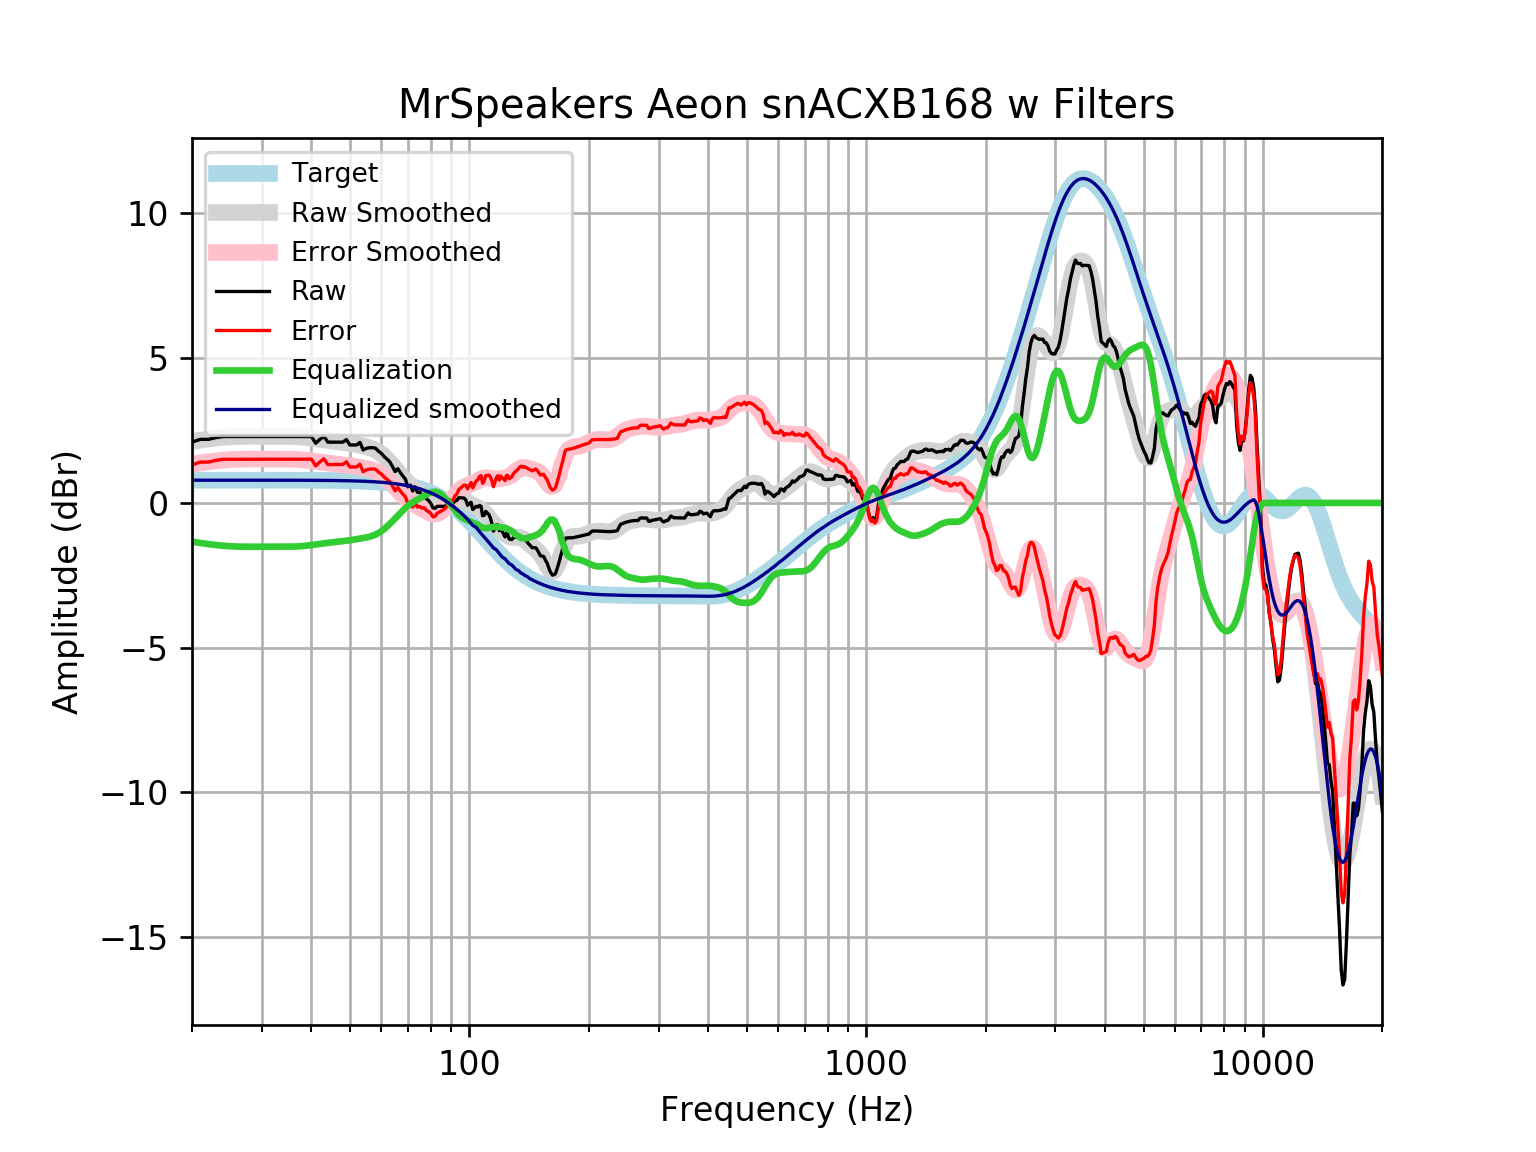 MrSpeakers Aeon snACXB168 w Filters
Target
Raw Smoothed
Error Smoothed
Raw
Error
Equalization
Equalized smoothed
10
5
0
−5
−10
−15
Amplitude (dBr)
100 1000 10000
Frequency (Hz)